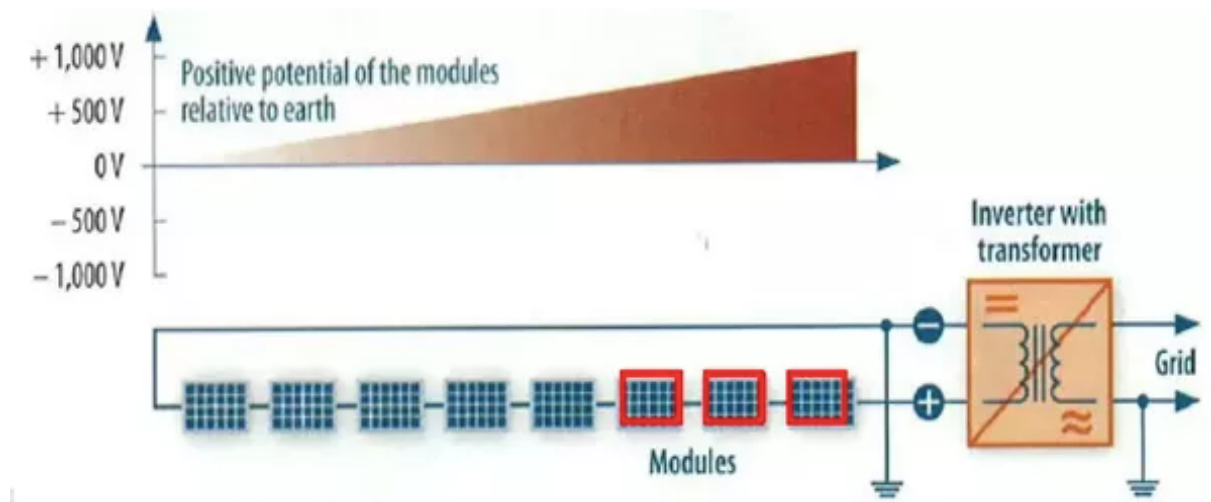 + 1,000 V
Positive potential of the modules
relative to earth
+ 500 V
0 V
– 500 V
– 1,000 V
Inverter with
transformer
Grid
Modules